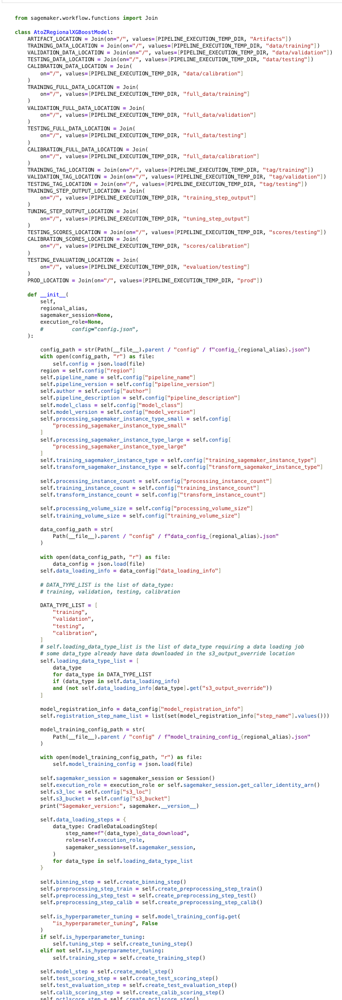 from sagemaker.workflow.functions import Join
class AtoZRegionalXGBoostModel:
ARTIFACT_LOCATION = Join(on="/", values=[PIPELINE_EXECUTION_TEMP_DIR, "Artifacts"])
TRAINING_DATA_LOCATION = Join(on="/", values=[PIPELINE_EXECUTION_TEMP_DIR, "data/training"])
VALIDATION_DATA_LOCATION = Join(on="/", values=[PIPELINE_EXECUTION_TEMP_DIR, "data/validation"])
TESTING_DATA_LOCATION = Join(on="/", values=[PIPELINE_EXECUTION_TEMP_DIR, "data/testing"])
CALIBRATION_DATA_LOCATION = Join(
on="/", values=[PIPELINE_EXECUTION_TEMP_DIR, "data/calibration"]
)
TRAINING_FULL_DATA_LOCATION = Join(
on="/", values=[PIPELINE_EXECUTION_TEMP_DIR, "full_data/training"]
)
VALIDATION_FULL_DATA_LOCATION = Join(
on="/", values=[PIPELINE_EXECUTION_TEMP_DIR, "full_data/validation"]
)
TESTING_FULL_DATA_LOCATION = Join(
on="/", values=[PIPELINE_EXECUTION_TEMP_DIR, "full_data/testing"]
)
CALIBRATION_FULL_DATA_LOCATION = Join(
on="/", values=[PIPELINE_EXECUTION_TEMP_DIR, "full_data/calibration"]
)
TRAINING_TAG_LOCATION = Join(on="/", values=[PIPELINE_EXECUTION_TEMP_DIR, "tag/training"])
VALIDATION_TAG_LOCATION = Join(on="/", values=[PIPELINE_EXECUTION_TEMP_DIR, "tag/validation"])
TESTING_TAG_LOCATION = Join(on="/", values=[PIPELINE_EXECUTION_TEMP_DIR, "tag/testing"])
TRAINING_STEP_OUTPUT_LOCATION = Join(
on="/", values=[PIPELINE_EXECUTION_TEMP_DIR, "training_step_output"]
)
TUNING_STEP_OUTPUT_LOCATION = Join(
on="/", values=[PIPELINE_EXECUTION_TEMP_DIR, "tuning_step_output"]
)
TESTING_SCORES_LOCATION = Join(on="/", values=[PIPELINE_EXECUTION_TEMP_DIR, "scores/testing"])
CALIBRATION_SCORES_LOCATION = Join(
on="/", values=[PIPELINE_EXECUTION_TEMP_DIR, "scores/calibration"]
)
TESTING_EVALUATION_LOCATION = Join(
on="/", values=[PIPELINE_EXECUTION_TEMP_DIR, "evaluation/testing"]
)
PROD_LOCATION = Join(on="/", values=[PIPELINE_EXECUTION_TEMP_DIR, "prod"])
def __init__(
self,
regional_alias,
sagemaker_session=None,
execution_role=None,
# config="config.json",
):
config_path = str(Path(__file__).parent / "config" / f"config_{regional_alias}.json")
with open(config_path, "r") as file:
self.config = json.load(file)
region = self.config["region"]
self.pipeline_name = self.config["pipeline_name"]
self.pipeline_version = self.config["pipeline_version"]
self.author = self.config["author"]
self.pipeline_description = self.config["pipeline_description"]
self.model_class = self.config["model_class"]
self.model_version = self.config["model_version"]
self.processing_sagemaker_instance_type_small = self.config[
"processing_sagemaker_instance_type_small"
]
self.processing_sagemaker_instance_type_large = self.config[
"processing_sagemaker_instance_type_large"
]
self.training_sagemaker_instance_type = self.config["training_sagemaker_instance_type"]
self.transform_sagemaker_instance_type = self.config["transform_sagemaker_instance_type"]
self.processing_instance_count = self.config["processing_instance_count"]
self.training_instance_count = self.config["training_instance_count"]
self.transform_instance_count = self.config["transform_instance_count"]
self.processing_volume_size = self.config["processing_volume_size"]
self.training_volume_size = self.config["training_volume_size"]
data_config_path = str(
Path(__file__).parent / "config" / f"data_config_{regional_alias}.json"
)
with open(data_config_path, "r") as file:
data_config = json.load(file)
self.data_loading_info = data_config["data_loading_info"]
# DATA_TYPE_LIST is the list of data_type:
# training, validation, testing, calibration
DATA_TYPE_LIST = [
"training",
"validation",
"testing",
"calibration",
]
# self.loading_data_type_list is the list of data_type requiring a data loading job
# some data_type already have data downloaded in the s3_output_override location
self.loading_data_type_list = [
data_type
for data_type in DATA_TYPE_LIST
if (data_type in self.data_loading_info)
and (not self.data_loading_info[data_type].get("s3_output_override"))
]
model_registration_info = data_config["model_registration_info"]
self.registration_step_name_list = list(set(model_registration_info["step_name"].values()))
model_training_config_path = str(
Path(__file__).parent / "config" / f"model_training_config_{regional_alias}.json"
)
with open(model_training_config_path, "r") as file:
self.model_training_config = json.load(file)
self.sagemaker_session = sagemaker_session or Session()
self.execution_role = execution_role or self.sagemaker_session.get_caller_identity_arn()
self.s3_loc = self.config["s3_loc"]
self.s3_bucket = self.config["s3_bucket"]
print("Sagemaker_version:", sagemaker.__version__)
self.data_loading_steps = {
data_type: CradleDataLoadingStep(
step_name=f"{data_type}_data_download",
role=self.execution_role,
sagemaker_session=self.sagemaker_session,
)
for data_type in self.loading_data_type_list
}
self.binning_step = self.create_binning_step()
self.preprocessing_step_train = self.create_preprocessing_step_train()
self.preprocessing_step_test = self.create_preprocessing_step_test()
self.preprocessing_step_calib = self.create_preprocessing_step_calib()
self.is_hyperparameter_tuning = self.model_training_config.get(
"is_hyperparameter_tuning", False
)
if self.is_hyperparameter_tuning:
self.tuning_step = self.create_tuning_step()
elif not self.is_hyperparameter_tuning:
self.training_step = self.create_training_step()
self.model_step = self.create_model_step()
self.test_scoring_step = self.create_test_scoring_step()
self.test_evaluation_step = self.create_test_evaluation_step()
self.calib_scoring_step = self.create_calib_scoring_step()
self.pctlscore_step = self.create_pctlscore_step()